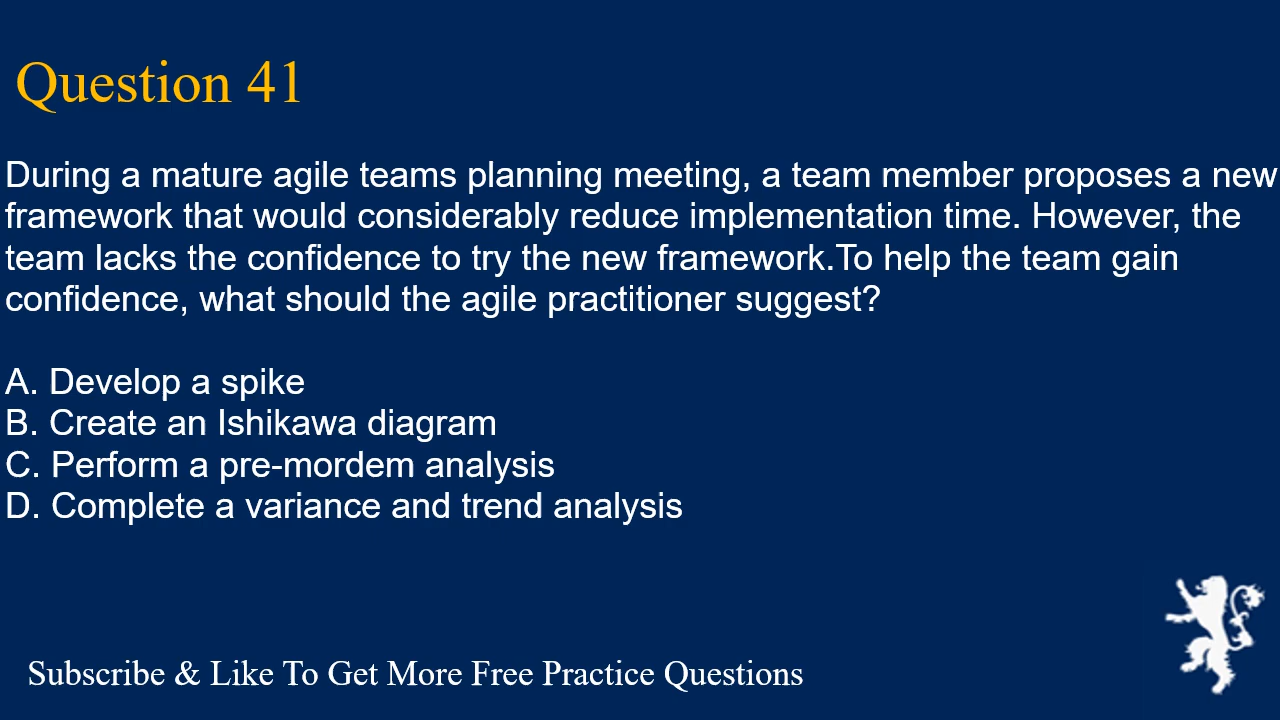 Question 41
During a mature agile teams planning meeting, a team member proposes a new
framework that would considerably reduce implementation time. However, the
team lacks the confidence to try the new framework.To help the team gain
confidence, what should the agile practitioner suggest?
A. Develop a spike
B. Create an Ishikawa diagram
C. Perform a pre-mordem analysis
D. Complete a variance and trend analysis
Subscribe & Like To Get More Free Practice Questions